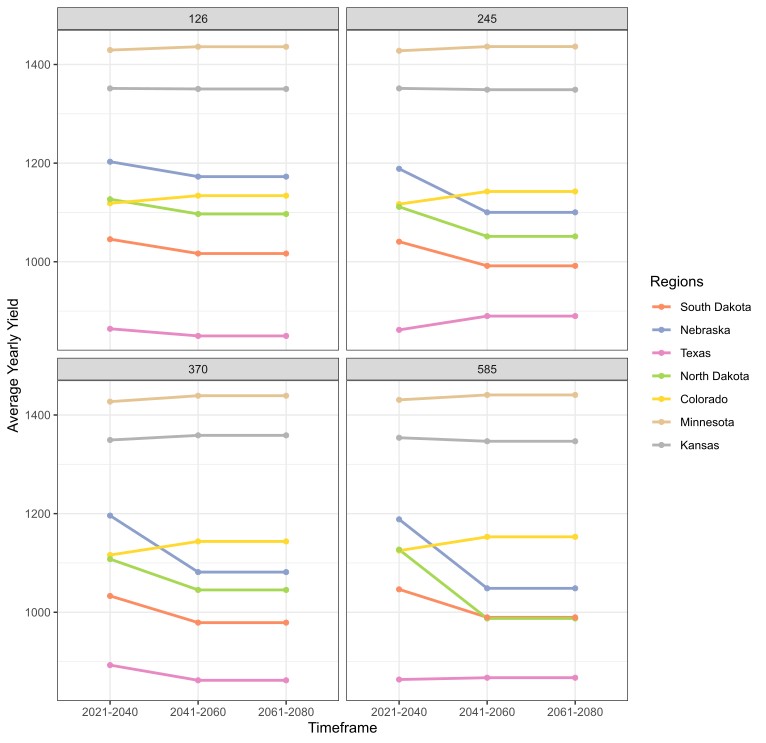 126
245
1400
1200
1000
370
585
1400
1200
1000
2021-2040
2041-2060
2061-2080
2021-2040
2041-2060
2061-2080
Timeframe
Average Yearly Yield
Regions
South Dakota
Nebraska
Texas
North Dakota
Colorado
Minnesota
Kansas